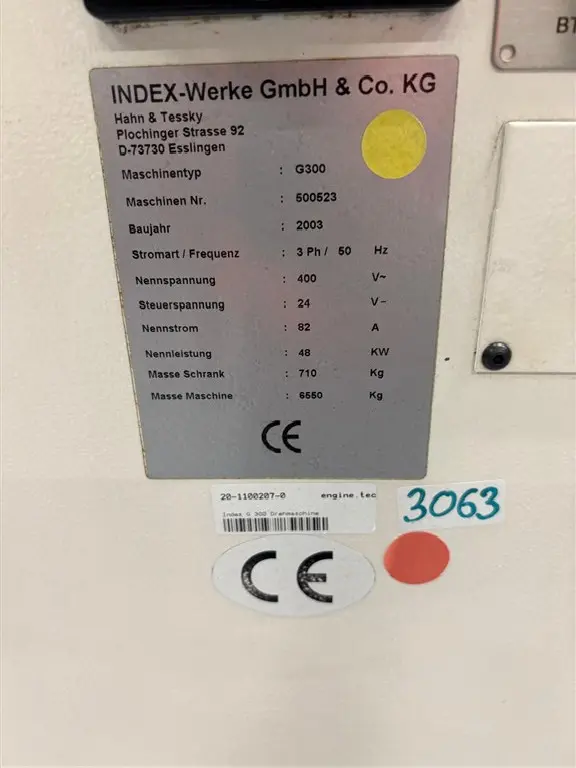 BT
INDEX-Werke GmbH & Co. KG
Hahn & Tessky
Plochinger Strasse 92
D-73730 Esslingen
Maschinentyp : G300
Maschinen Nr. : 500523
Baujahr : 2003
Stromart / Frequenz : 3 Ph / 50 Hz
Nennspannung : 400 V~
Steuerspannung : 24 V-
Nennstrom : 82 A
Nennleistung : 48 KW
Masse Schrank : 710 Kg
Masse Maschine : 6550 Kg
CE
20-1100207-0 engine.tec
Index G 300 Drehmaschine
3063
CE